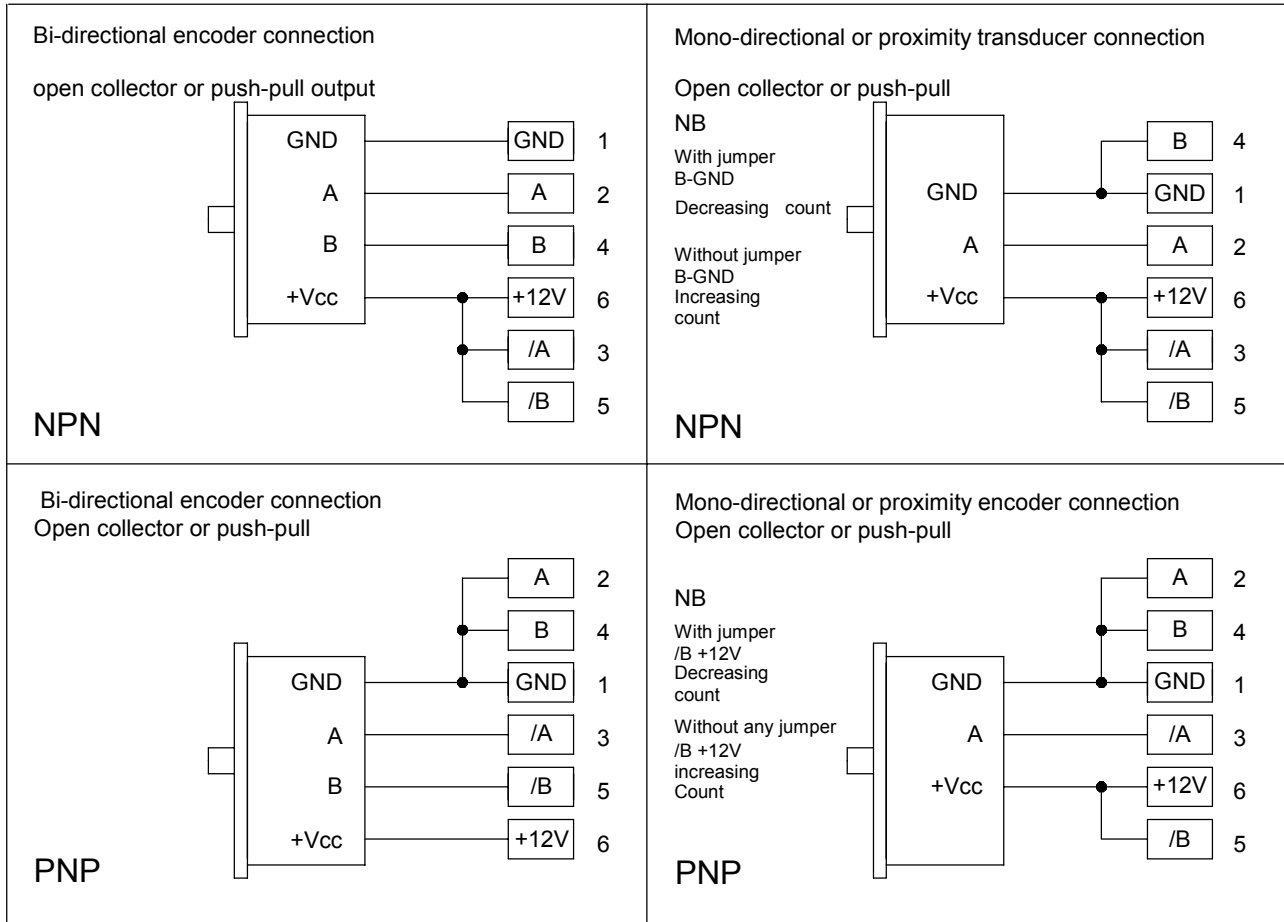 Bi-directional encoder connection
open collector or push-pull output
GND
A
B
+Vcc
GND 1
A 2
B 4
+12V 6
/A 3
/B 5
NPN
Mono-directional or proximity transducer connection
Open collector or push-pull
NB
With jumper
B-GND
Decreasing count
Without jumper
B-GND
Increasing
count
GND
A
+Vcc
B 4
GND 1
A 2
+12V 6
/A 3
/B 5
NPN
Bi-directional encoder connection
Open collector or push-pull
GND
A
B
+Vcc
A 2
B 4
GND 1
/A 3
/B 5
+12V 6
PNP
Mono-directional or proximity encoder connection
Open collector or push-pull
NB
With jumper
/B +12V
Decreasing
count
Without any jumper
/B +12V
increasing
Count
GND
A
+Vcc
A 2
B 4
GND 1
/A 3
+12V 6
/B 5
PNP